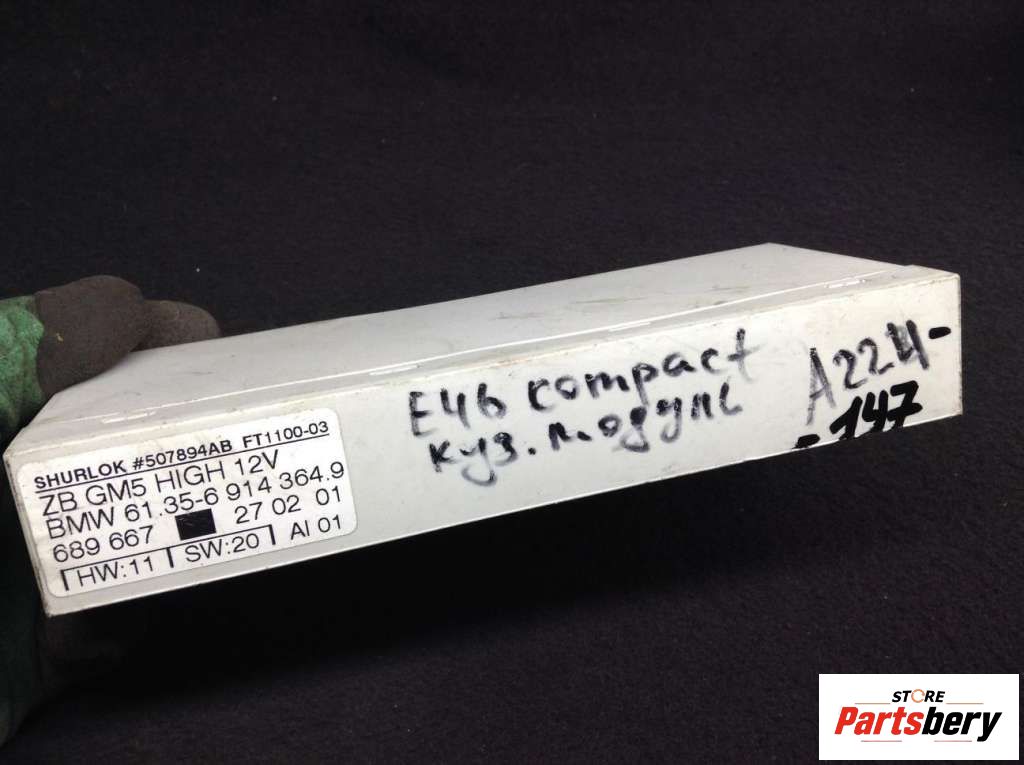 SHURLOK #507894AB FT1100-03
ZB GM5 HIGH 12V
BMW 61.35-6 914 364.9
689 667 27 02 01
HW:11 SW:20 AI 01
E46 compact
куз. модуль
A224-
-147
STORE
Partsbery